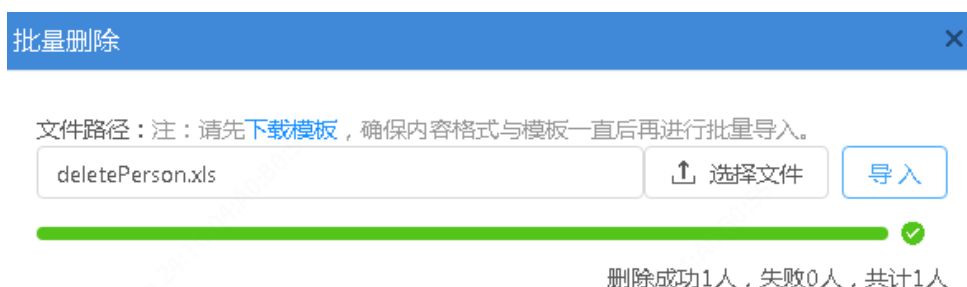 批量删除
文件路径：注：请先下载模板，确保内容格式与模板一直后再进行批量导入。
deletePerson.xls 选择文件 导入
删除成功1人，失败0人，共计1人